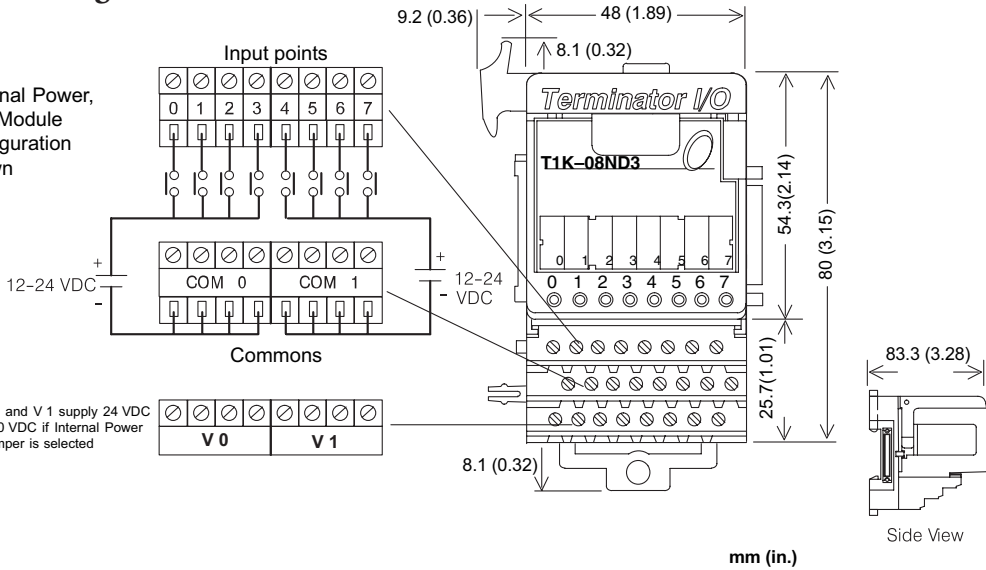 9.2 (0.36)
48 (1.89)
8.1 (0.32)
Input points
nal Power,
Module
guration
0 1 2 3 4 5 6 7
Terminator I/O
T1K–08ND3
54.3(2.14)
80 (3.15)
0 1 2 3 4 5 6 7
0 1 2 3 4 5 6 7
+
12-24 VDC
-
COM 0 COM 1
+
12-24
- VDC
Commons
25.7(1.01)
83.3 (3.28)
and V 1 supply 24 VDC
0 VDC if Internal Power
mper is selected
V 0 V 1
8.1 (0.32)
Side View
mm (in.)